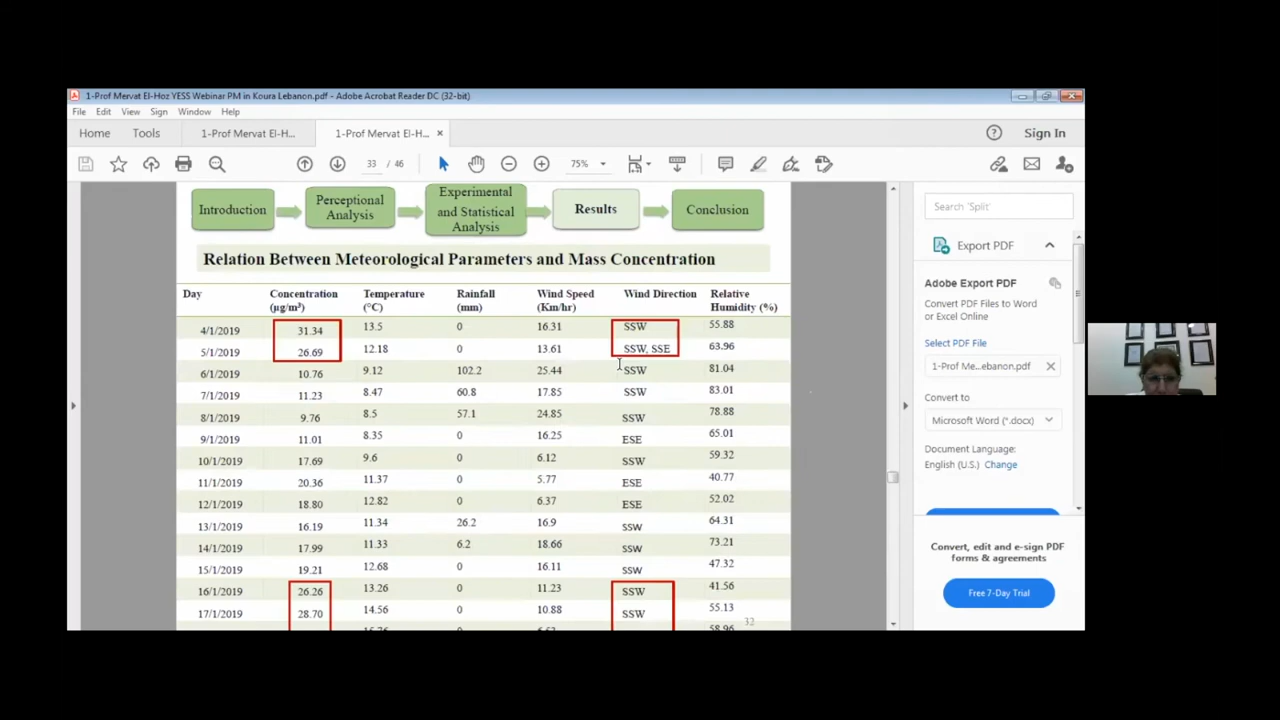 1-Prof Mervat El-Hoz YESS Webinar PM in Koura Lebanon.pdf - Adobe Acrobat Reader DC (32-bit)
File Edit View Sign Window Help
Home Tools 1-Prof Mervat El-H... 1-Prof Mervat El-H... × Sign In
33 / 46 75%
Introduction
Perceptional
Analysis
Experimental
and Statistical
Analysis
Results
Conclusion
Relation Between Meteorological Parameters and Mass Concentration
Day Concentration (µg/m³) Temperature (°C) Rainfall (mm) Wind Speed (Km/hr) Wind Direction Relative Humidity (%)
4/1/2019 31.34 13.5 0 16.31 SSW 55.88
5/1/2019 26.69 12.18 0 13.61 SSW, SSE 63.96
6/1/2019 10.76 9.12 102.2 25.44 SSW 81.04
7/1/2019 11.23 8.47 60.8 17.85 SSW 83.01
8/1/2019 9.76 8.5 57.1 24.85 SSW 78.88
9/1/2019 11.01 8.35 0 16.25 ESE 65.01
10/1/2019 17.69 9.6 0 6.12 SSW 59.32
11/1/2019 20.36 11.37 0 5.77 ESE 40.77
12/1/2019 18.80 12.82 0 6.37 ESE 52.02
13/1/2019 16.19 11.34 26.2 16.9 SSW 64.31
14/1/2019 17.99 11.33 6.2 18.66 SSW 73.21
15/1/2019 19.21 12.68 0 16.11 SSW 47.32
16/1/2019 26.26 13.26 0 11.23 SSW 41.56
17/1/2019 28.70 14.56 0 10.88 SSW 55.13
32
Search 'Split'
Export PDF
Adobe Export PDF
Convert PDF Files to Word
or Excel Online
Select PDF File
1-Prof Me...ebanon.pdf ×
Convert to
Microsoft Word (*.docx)
Document Language:
English (U.S.) Change
Convert, edit and e-sign PDF
forms & agreements
Free 7-Day Trial